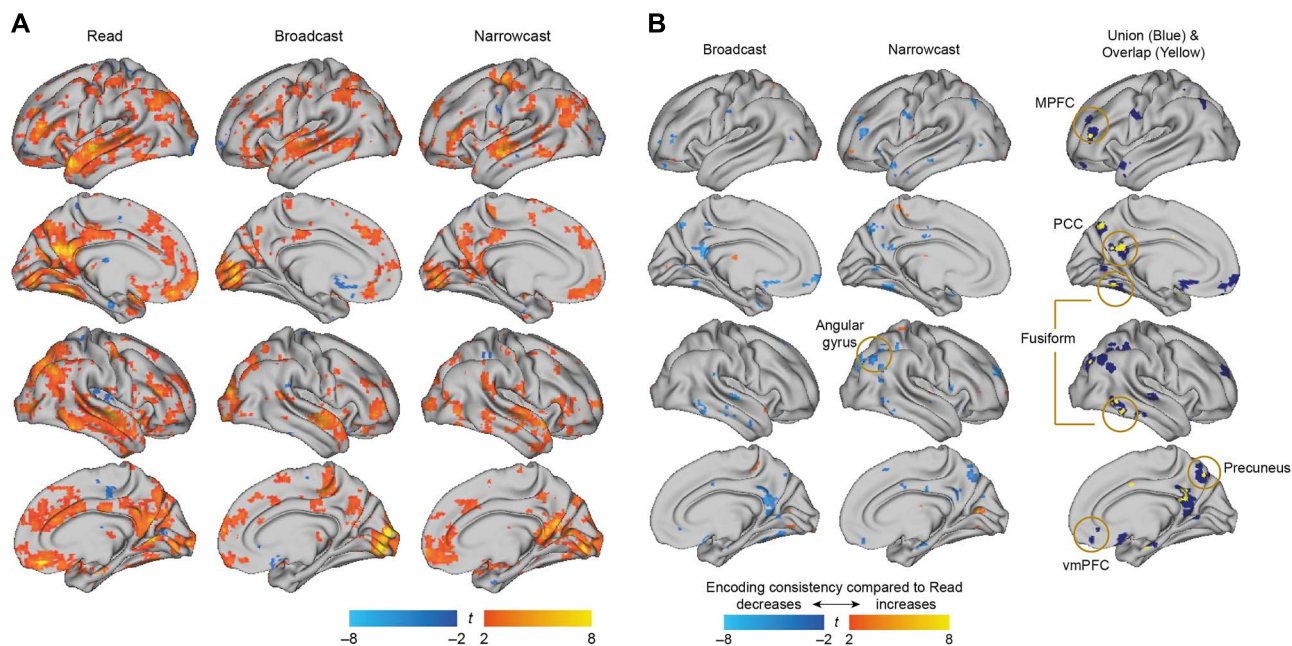 A
Read
Broadcast
Narrowcast
–8
–2
t
2
8
B
Broadcast
Narrowcast
Union (Blue) &
Overlap (Yellow)
MPFC
PCC
Fusiform
Angular
gyrus
Precuneus
vmPFC
Encoding consistency compared to Read
decreases
increases
–8
–2
t
2
8